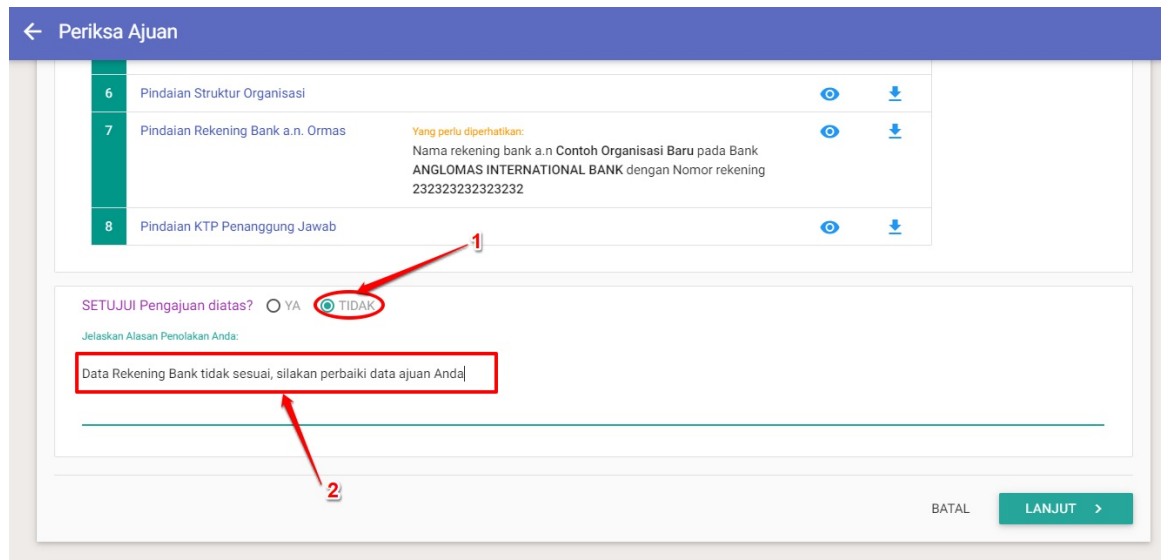 Periksa Ajuan
6 Pindaian Struktur Organisasi
7 Pindaian Rekening Bank a.n. Ormas
Yang perlu diperhatikan:
Nama rekening bank a.n Contoh Organisasi Baru pada Bank
ANGLOMAS INTERNATIONAL BANK dengan Nomor rekening
232323232323232
8 Pindaian KTP Penanggung Jawab
1
SETUJUI Pengajuan diatas? YA TIDAK
Jelaskan Alasan Penolakan Anda:
Data Rekening Bank tidak sesuai, silakan perbaiki data ajuan Anda
2
BATAL LANJUT >